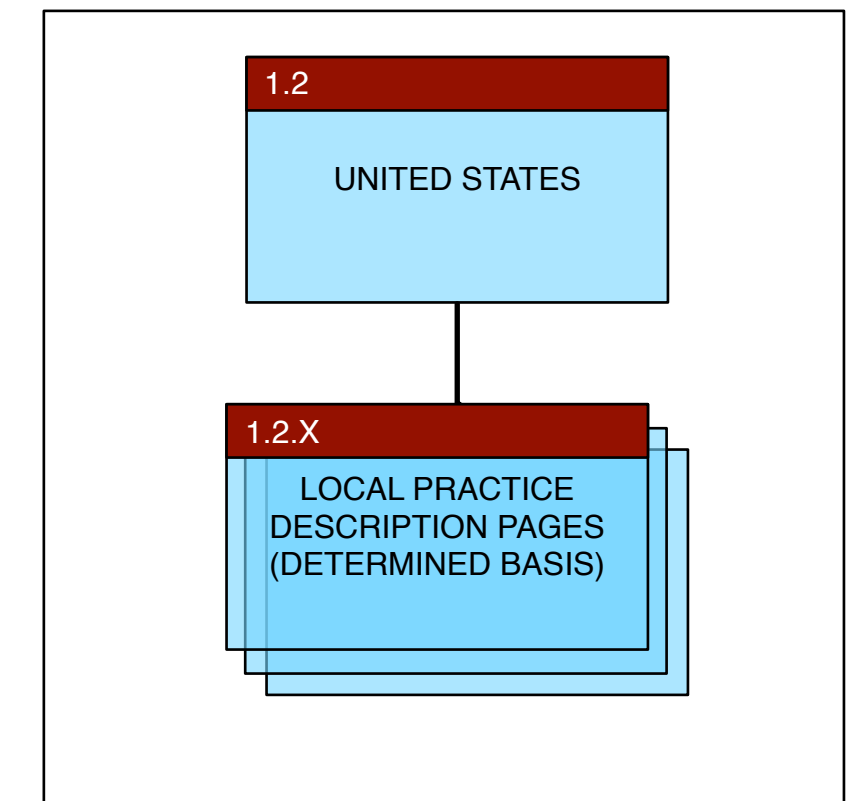 1.2
UNITED STATES
1.2.X
LOCAL PRACTICE
DESCRIPTION PAGES
(DETERMINED BASIS)